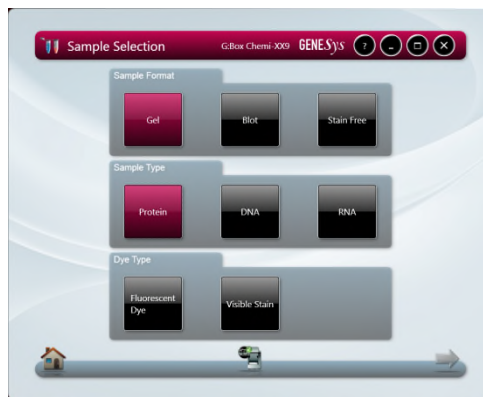 Sample Selection
G:Box Chemi-XX9 GENESys ?
Sample Format
Gel
Blot
Stain Free
Sample Type
Protein
DNA
RNA
Dye Type
Fluorescent
Dye
Visible Stain